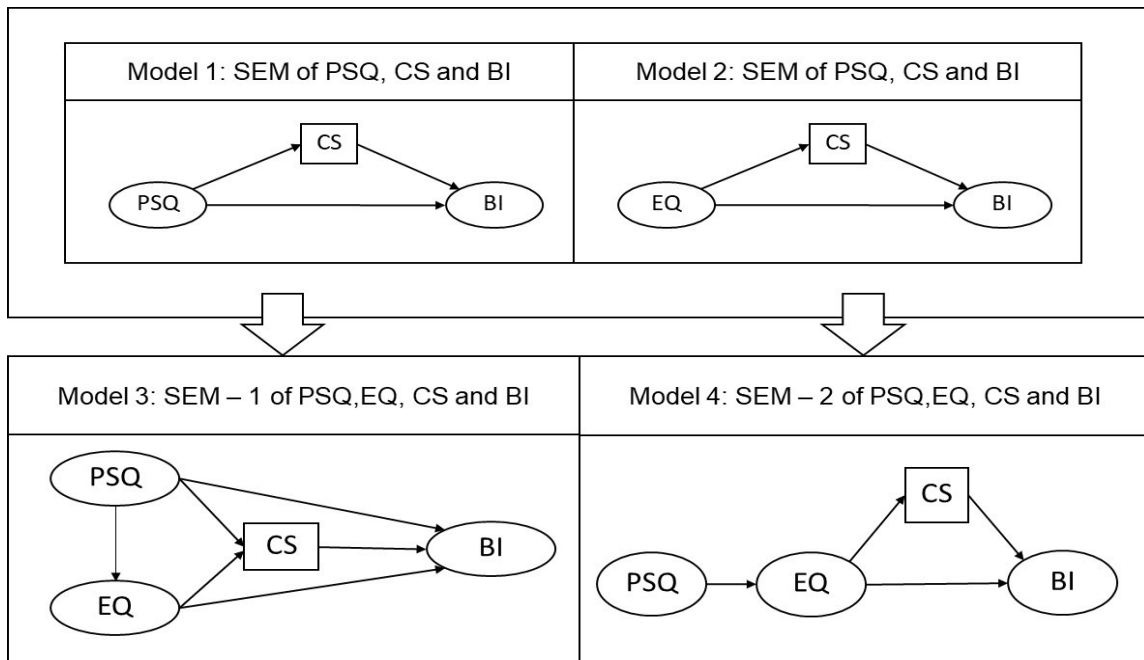 Model 1: SEM of PSQ, CS and BI
Model 2: SEM of PSQ, CS and BI
CS
PSQ
BI
CS
EQ
BI
Model 3: SEM – 1 of PSQ,EQ, CS and BI
Model 4: SEM – 2 of PSQ,EQ, CS and BI
PSQ
CS
BI
EQ
CS
PSQ
EQ
BI